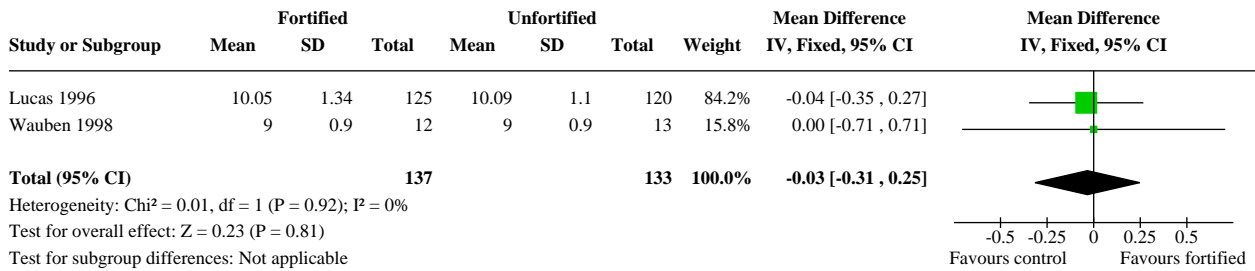 Fortified Unfortified Mean Difference Mean Difference
Study or Subgroup Mean SD Total Mean SD Total Weight IV, Fixed, 95% CI IV, Fixed, 95% CI
Lucas 1996 10.05 1.34 125 10.09 1.1 120 84.2% -0.04 [-0.35 , 0.27]
Wauben 1998 9 0.9 12 9 0.9 13 15.8% 0.00 [-0.71 , 0.71]
Total (95% CI) 137 133 100.0% -0.03 [-0.31 , 0.25]
Heterogeneity: Chi² = 0.01, df = 1 (P = 0.92); I² = 0%
Test for overall effect: Z = 0.23 (P = 0.81)
-0.5 -0.25 0 0.25 0.5
Test for subgroup differences: Not applicable Favours control Favours fortified